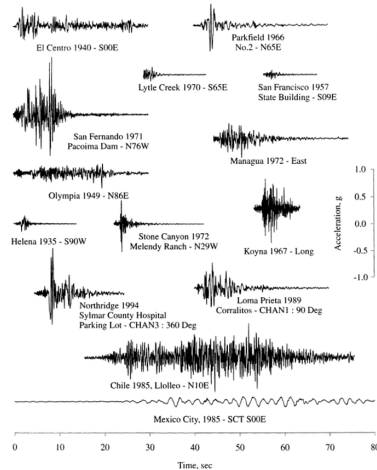 El Centro 1940 - S00E
Parkfield 1966
No.2 - N65E
Lytle Creek 1970 - S65E
San Francisco 1957
State Building - S09E
San Fernando 1971
Pacoima Dam - N76W
Managua 1972 - East
Olympia 1949 - N86E
Helena 1935 - S90W
Stone Canyon 1972
Melendy Ranch - N29W
Koyna 1967 - Long
1.0
0.5
0.0
-0.5
-1.0
Acceleration, g
Northridge 1994
Sylmar County Hospital
Parking Lot - CHAN3 : 360 Deg
Loma Prieta 1989
Corralitos - CHAN1 : 90 Deg
Chile 1985, Llolleo - N10E
Mexico City, 1985 - SCT S00E
0 10 20 30 40 50 60 70 80
Time, sec